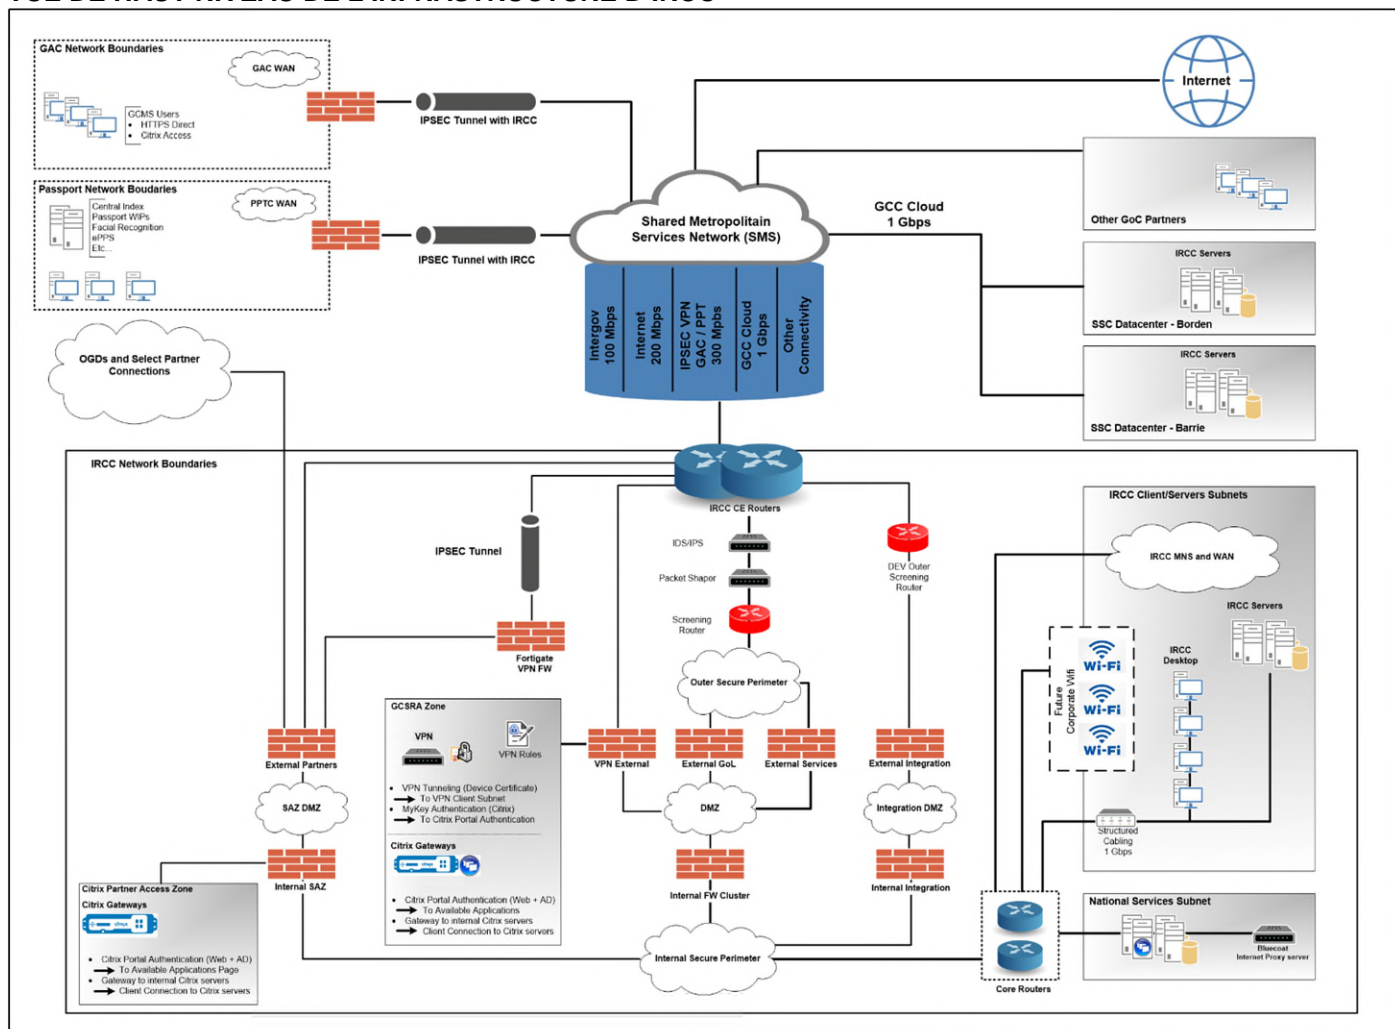 VUE DE HAUT NIVEAU DE L'INFRASTRUCTURE D'IRCC
GAC Network Boundaries
GAC WAN
GCMS Users
• HTTPS Direct
• Citrix Access
IPSEC Tunnel with IRCC
Internet
Passport Network Boudaries
PPTC WAN
Central Index
Passport WIPs
Facial Recognition
ePPS
Etc...
IPSEC Tunnel with IRCC
Shared Metropolitain
Services Network (SMS)
GCC Cloud
1 Gbps
Other GoC Partners
IRCC Servers
SSC Datacenter - Borden
IRCC Servers
SSC Datacenter - Barrie
Intergov
100 Mbps
Internet
200 Mbps
IPSEC VPN
GAC / PPT
300 Mpbs
GCC Cloud
1 Gbps
Other
Connectivity
OGDs and Select Partner
Connections
IRCC Network Boundaries
IRCC CE Routers
IPSEC Tunnel
IDS/IPS
Packet Shapor
Screening
Router
DEV Outer
Screening
Router
Fortigate
VPN FW
Outer Secure Perimeter
IRCC Client/Servers Subnets
IRCC MNS and WAN
IRCC Servers
IRCC
Desktop
Future
Corporate Wifi
Wi-Fi
Wi-Fi
Wi-Fi
Structured
Cabling
1 Gbps
GCSRA Zone
VPN
VPN Rules
• VPN Tunneling (Device Certificate)
To VPN Client Subnet
• MyKey Authentication (Citrix)
To Citrix Portal Authentication
Citrix Gateways
citrix
• Citrix Portal Authentication (Web + AD)
To Available Applications
• Gateway to internal Citrix servers
Client Connection to Citrix servers
External Partners
SAZ DMZ
Internal SAZ
VPN External
External GoL
External Services
External Integration
DMZ
Integration DMZ
Internal FW Cluster
Internal Integration
Internal Secure Perimeter
Citrix Partner Access Zone
Citrix Gateways
citrix
• Citrix Portal Authentication (Web + AD)
To Available Applications Page
• Gateway to internal Citrix servers
Client Connection to Citrix servers
Core Routers
National Services Subnet
Bluecoat
Internet Proxy server